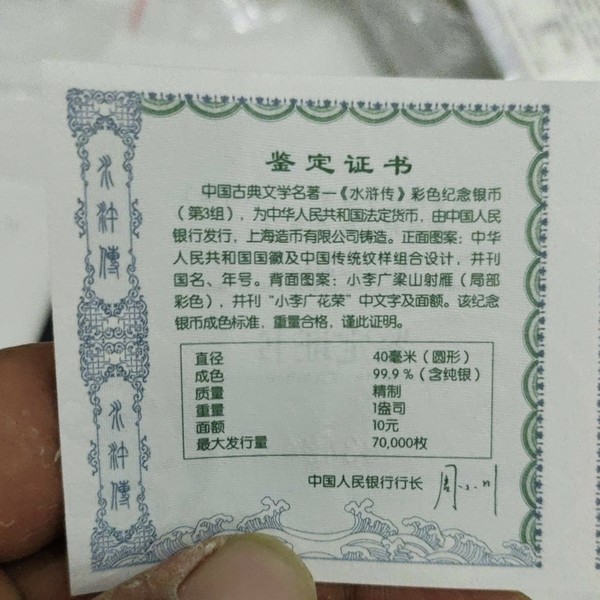 鉴定证书
中国古典文学名著—《水浒传》彩色纪念银币
（第3组），为中华人民共和国法定货币，由中国人民
银行发行，上海造币有限公司铸造。正面图案：中华
人民共和国国徽及中国传统纹样组合设计，并刊
国名、年号。背面图案：小李广梁山射雁（局部
彩色），并刊“小李广花荣”中文字及面额。该纪念
银币成色标准，重量合格，谨此证明。
直径 40毫米（圆形）
成色 99.9％（含纯银）
质量 精制
重量 1盎司
面额 10元
最大发行量 70,000枚
中国人民银行行长 周小川
水浒傳
水浒傳